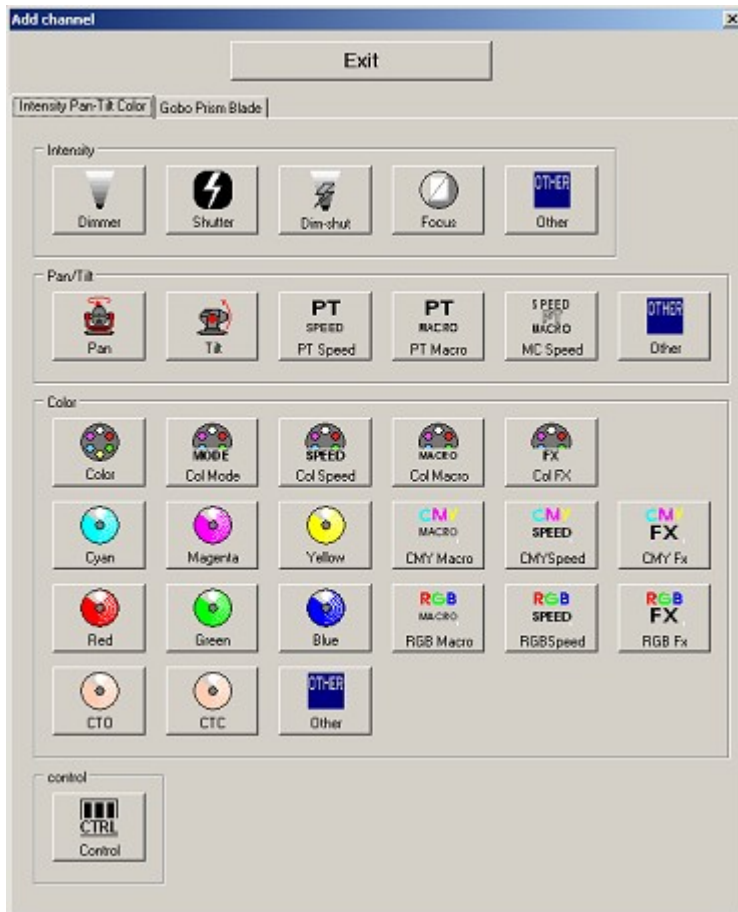 Add channel
Exit
Intensity Pan-Tilt Color Gobo Prism Blade
Intensity
OTHER
Dimmer Shutter Dim-shut Focus Other
Pan/Tilt
PT PT SPEED OTHER
SPEED MACRO PT MACRO
Pan Tilt PT Speed PT Macro MC Speed Other
Color
MODE SPEED MACRO FX
Color Col Mode Col Speed Col Macro Col FX
CMY CMY CMY
MACRO SPEED FX
Cyan Magenta Yellow CMY Macro CMYSpeed CMY Fx
RGB RGB RGB
MACRO SPEED FX
Red Green Blue RGB Macro RGBSpeed RGB Fx
OTHER
CTO CTC Other
control
CTRL
Control